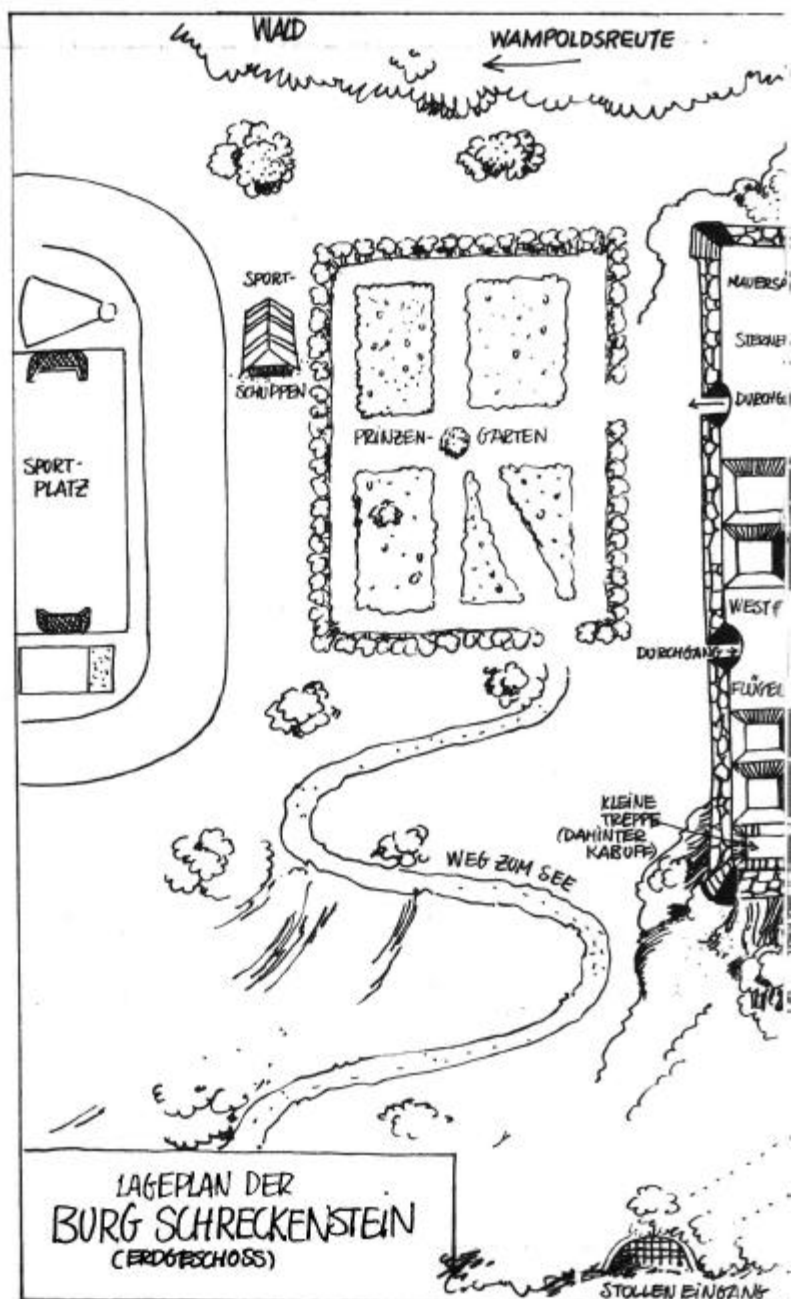 WALD
WAMPOLDSREUTE
SPORT-
SCHUPPEN
PRINZEN-GARTEN
SPORT-
PLATZ
DURCHGANG
WESTF
FLÜGEL
KLEINE
TREPPE
(DAHINTER
KABUFF)
WEG ZUM SEE
LAGEPLAN DER
BURG SCHRECKENSTEIN
(ERDGESCHOSS)
STOLLEN EINGANG